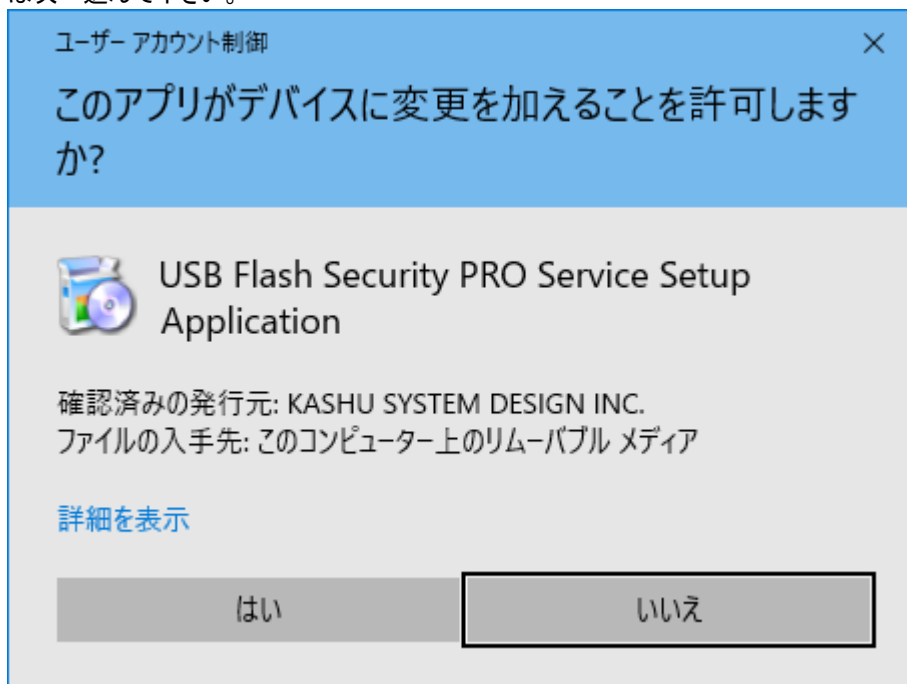 ユーザー アカウント制御
このアプリがデバイスに変更を加えることを許可します
か?
USB Flash Security PRO Service Setup
Application
確認済みの発行元: KASHU SYSTEM DESIGN INC.
ファイルの入手先: このコンピューター上のリムーバブル メディア
詳細を表示
はい
いいえ